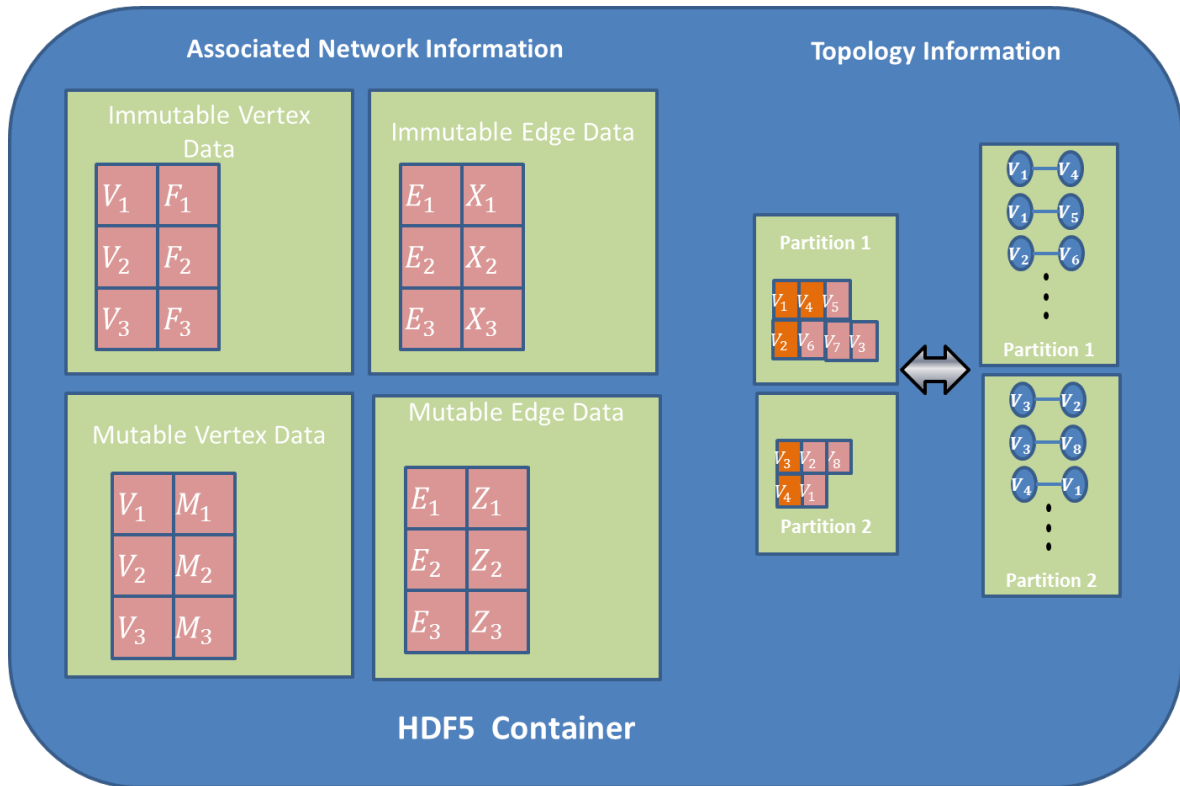 Associated Network Information
Immutable Vertex
Data
V₁ F₁
V₂ F₂
V₃ F₃
Immutable Edge Data
E₁ X₁
E₂ X₂
E₃ X₃
Mutable Vertex Data
V₁ M₁
V₂ M₂
V₃ M₃
Mutable Edge Data
E₁ Z₁
E₂ Z₂
E₃ Z₃
Topology Information
Partition 1
V₁ V₄ V₅
V₂ V₆ V₇ V₃
V₃ V₂ V₈
V₄ V₁
Partition 2
V₁ V₄
V₁ V₅
V₂ V₆
Partition 1
V₃ V₂
V₃ V₈
V₄ V₁
Partition 2
HDF5 Container